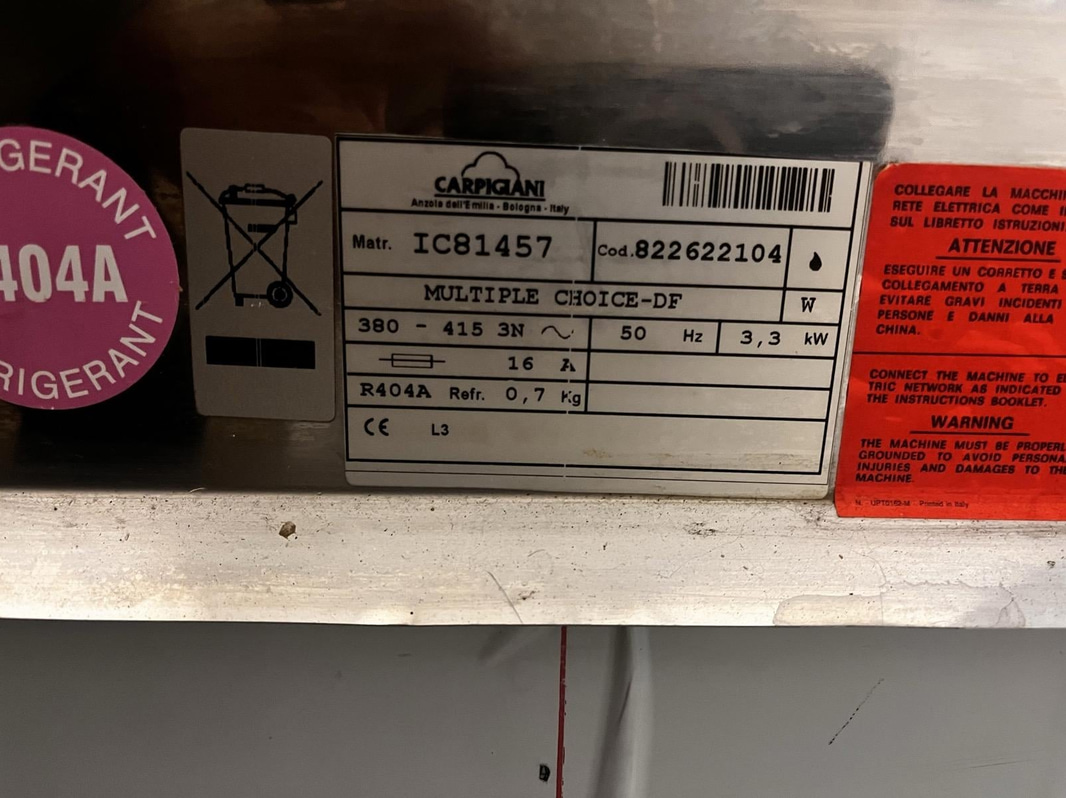 GERANT
404A
RIGERANT
CARPIGIANI
Anzola dell'Emilia - Bologna - Italy
Matr. IC81457
Cod.822622104
MULTIPLE CHOICE-DF
W
380 - 415 3N
50 Hz
3,3 kW
16 A
R404A Refr. 0,7 Kg
CE L3
COLLEGARE LA MACCHI
RETE ELETTRICA COME
SUL LIBRETTO ISTRUZIONI
ATTENZIONE
ESEGUIRE UN CORRETTO E
COLLEGAMENTO A TERRA
EVITARE GRAVI INCIDENTI
PERSONE E DANNI ALLA
CHINA.
CONNECT THE MACHINE TO E
TRIC NETWORK AS INDICATED
THE INSTRUCTIONS BOOKLET.
WARNING
THE MACHINE MUST BE PROPERL
GROUNDED TO AVOID PERSONA
INJURIES AND DAMAGES TO THE
MACHINE.
Printed in Italy